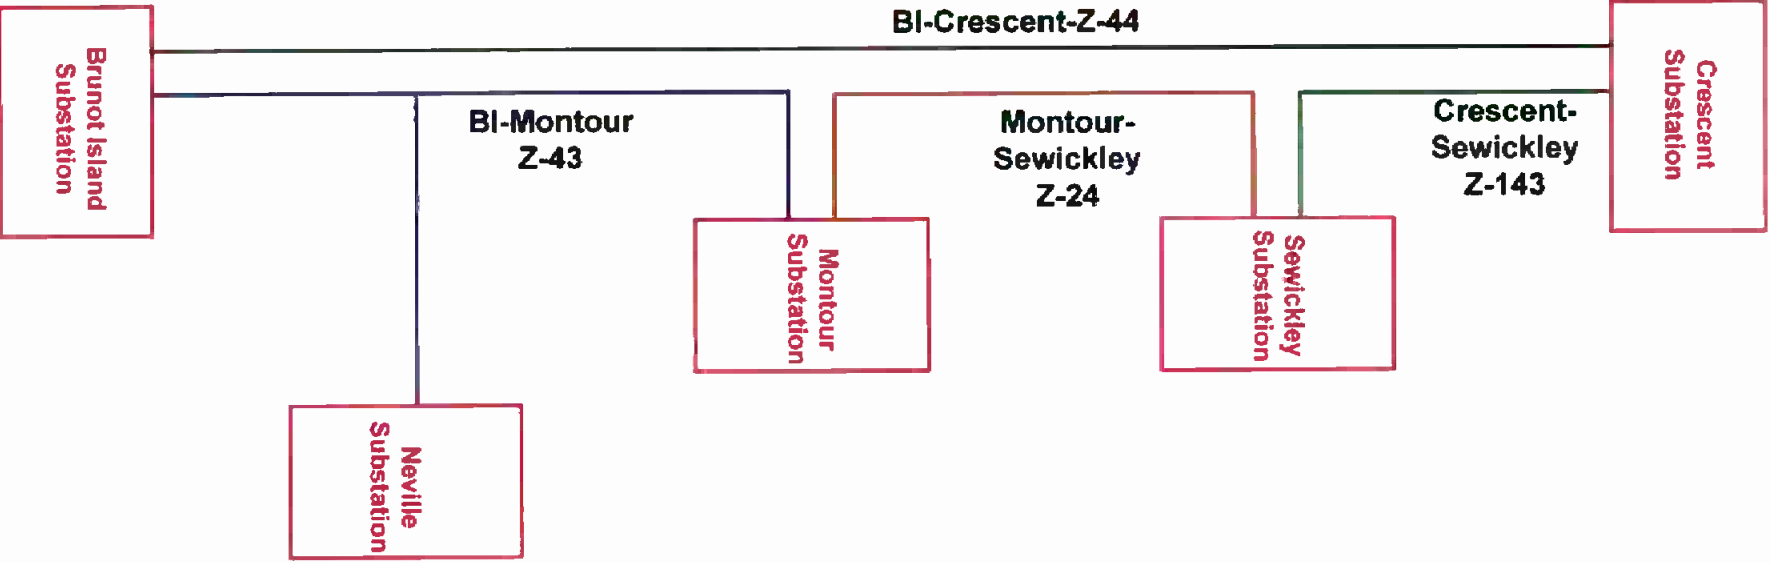 BI-Crescent-Z-44
Brunot Island
Substation
BI-Montour
Z-43
Montour-
Sewickley
Z-24
Crescent-
Sewickley
Z-143
Crescent
Substation
Montour
Substation
Sewickley
Substation
Neville
Substation